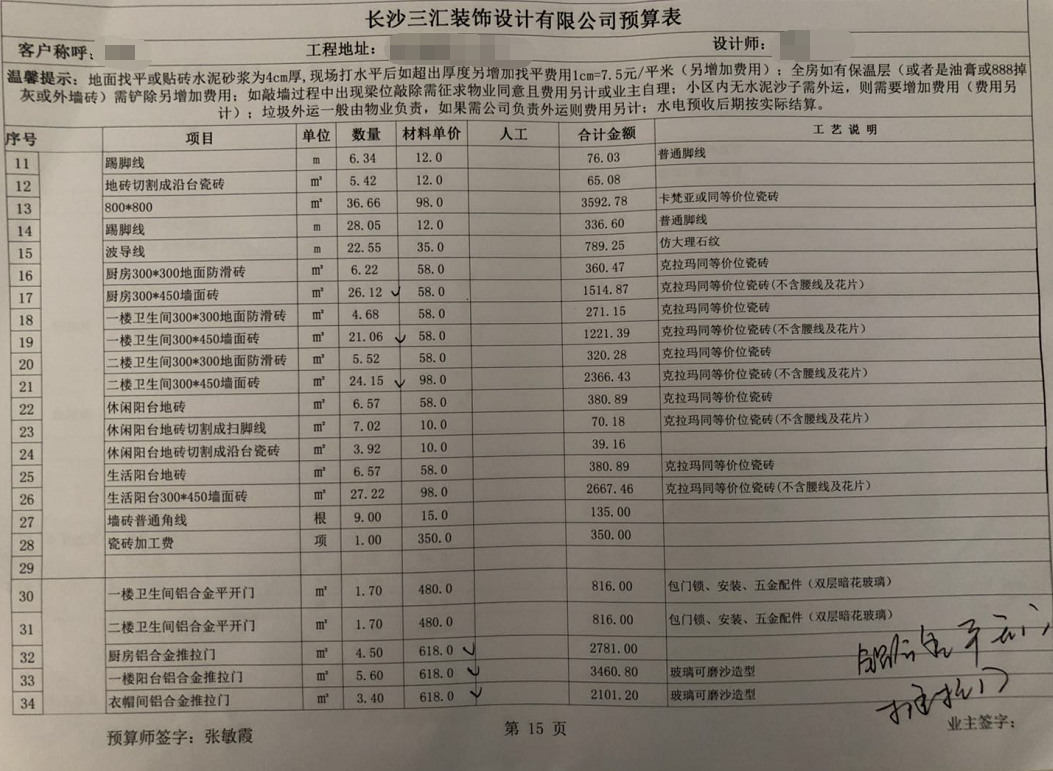 长沙三汇装饰设计有限公司预算表
客户称呼: 工程地址: 设计师:
温馨提示:地面找平或贴砖水泥砂浆为4cm厚,现场打水平后如超出厚度另增加找平费用1cm=7.5元/平米(另增加费用);全房如有保温层(或者是油膏或888掉
灰或外墙砖)需铲除另增加费用;如敲墙过程中出现梁位敲除需征求物业同意且费用另计或业主自理;小区内无水泥沙子需外运,则需要增加费用(费用另
计);垃圾外运一般由物业负责,如果需公司负责外运则费用另计;水电预收后期按实际结算。
序号 项目 单位 数量 材料单价 人工 合计金额 工艺说明
11 踢脚线 m 6.34 12.0 76.03 普通脚线
12 地砖切割成沿台瓷砖 m² 5.42 12.0 65.08
13 800*800 m² 36.66 98.0 3592.78 卡梵亚或同等价位瓷砖
14 踢脚线 m 28.05 12.0 336.60 普通脚线
15 波导线 m 22.55 35.0 789.25 仿大理石纹
16 厨房300*300地面防滑砖 m² 6.22 58.0 360.47 克拉玛同等价位瓷砖
17 厨房300*450墙面砖 m² 26.12 58.0 1514.87 克拉玛同等价位瓷砖(不含腰线及花片)
18 一楼卫生间300*300地面防滑砖 m² 4.68 58.0 271.15 克拉玛同等价位瓷砖
19 一楼卫生间300*450墙面砖 m² 21.06 58.0 1221.39 克拉玛同等价位瓷砖(不含腰线及花片)
20 二楼卫生间300*300地面防滑砖 m² 5.52 58.0 320.28 克拉玛同等价位瓷砖
21 二楼卫生间300*450墙面砖 m² 24.15 98.0 2366.43 克拉玛同等价位瓷砖(不含腰线及花片)
22 休闲阳台地砖 m² 6.57 58.0 380.89 克拉玛同等价位瓷砖
23 休闲阳台地砖切割成扫脚线 m² 7.02 10.0 70.18 克拉玛同等价位瓷砖(不含腰线及花片)
24 休闲阳台地砖切割成沿台瓷砖 m² 3.92 10.0 39.16
25 生活阳台地砖 m² 6.57 58.0 380.89 克拉玛同等价位瓷砖
26 生活阳台300*450墙面砖 m² 27.22 98.0 2667.46 克拉玛同等价位瓷砖(不含腰线及花片)
27 墙砖普通角线 根 9.00 15.0 135.00
28 瓷砖加工费 项 1.00 350.0 350.00
29
30 一楼卫生间铝合金平开门 m² 1.70 480.0 816.00 包门锁、安装、五金配件(双层暗花玻璃)
31 二楼卫生间铝合金平开门 m² 1.70 480.0 816.00 包门锁、安装、五金配件(双层暗花玻璃)
32 厨房铝合金推拉门 m² 4.50 618.0 2781.00
33 一楼阳台铝合金推拉门 m² 5.60 618.0 3460.80 玻璃可磨沙造型
34 衣帽间铝合金推拉门 m² 3.40 618.0 2101.20 玻璃可磨沙造型
推拉门
预算师签字:张敏霞 第 15 页 业主签字: